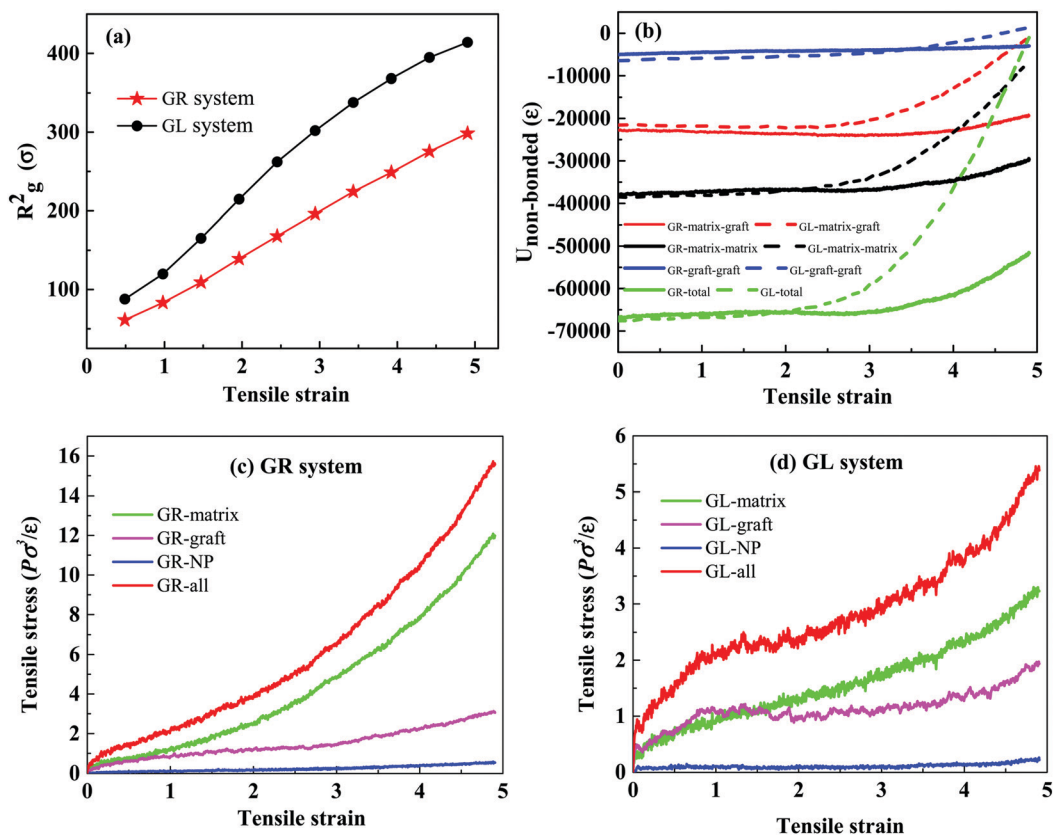 (a)
GR system
GL system
400
300
200
100
0 1 2 3 4 5
Tensile strain
R²g (σ)
(b)
0
-10000
-20000
-30000
-40000
-50000
-60000
-70000
GR-matrix-graft GL-matrix-graft
GR-matrix-matrix GL-matrix-matrix
GR-graft-graft GL-graft-graft
GR-total GL-total
0 1 2 3 4 5
Tensile strain
Unon-bonded (ε)
(c) GR system
GR-matrix
GR-graft
GR-NP
GR-all
16
14
12
10
8
6
4
2
0
0 1 2 3 4 5
Tensile strain
Tensile stress (Pσ³/ε)
(d) GL system
GL-matrix
GL-graft
GL-NP
GL-all
6
5
4
3
2
1
0
0 1 2 3 4 5
Tensile strain
Tensile stress (Pσ³/ε)